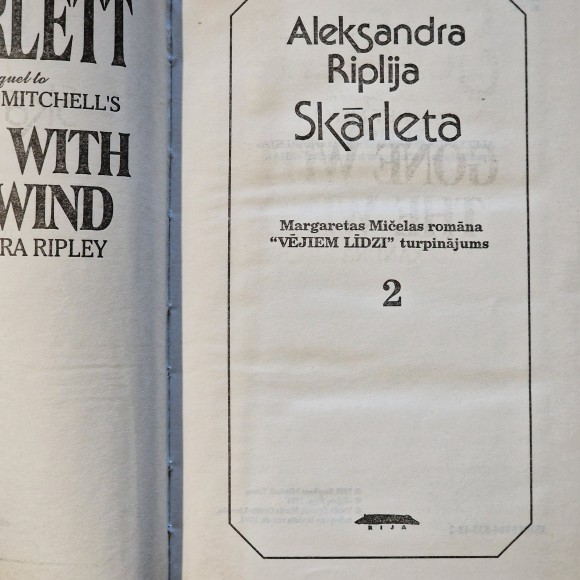 RLETT
quel to
MITCHELL'S
WITH
WIND
RA RIPLEY
Aleksandra
Riplija
Skārleta
Margaretas Mičelas romāna
“VĒJIEM LĪDZI” turpinājums
2
RIJA